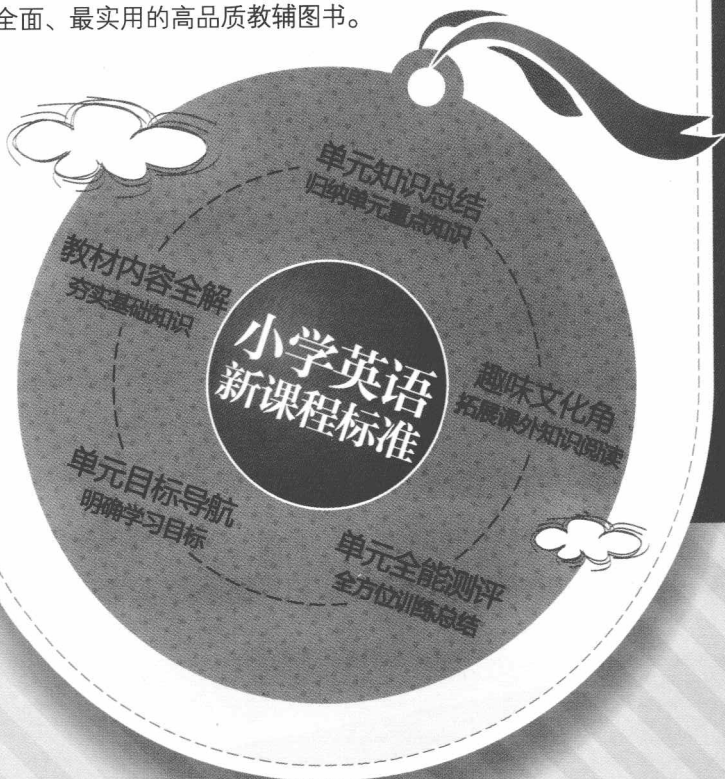 全面、最实用的高品质教辅图书。
单元知识总结
归纳单元重点知识
教材内容全解
夯实基础知识
小学英语
新课程标准
趣味文化角
拓展课外知识阅读
单元目标导航
明确学习目标
单元全能测评
全方位训练总结